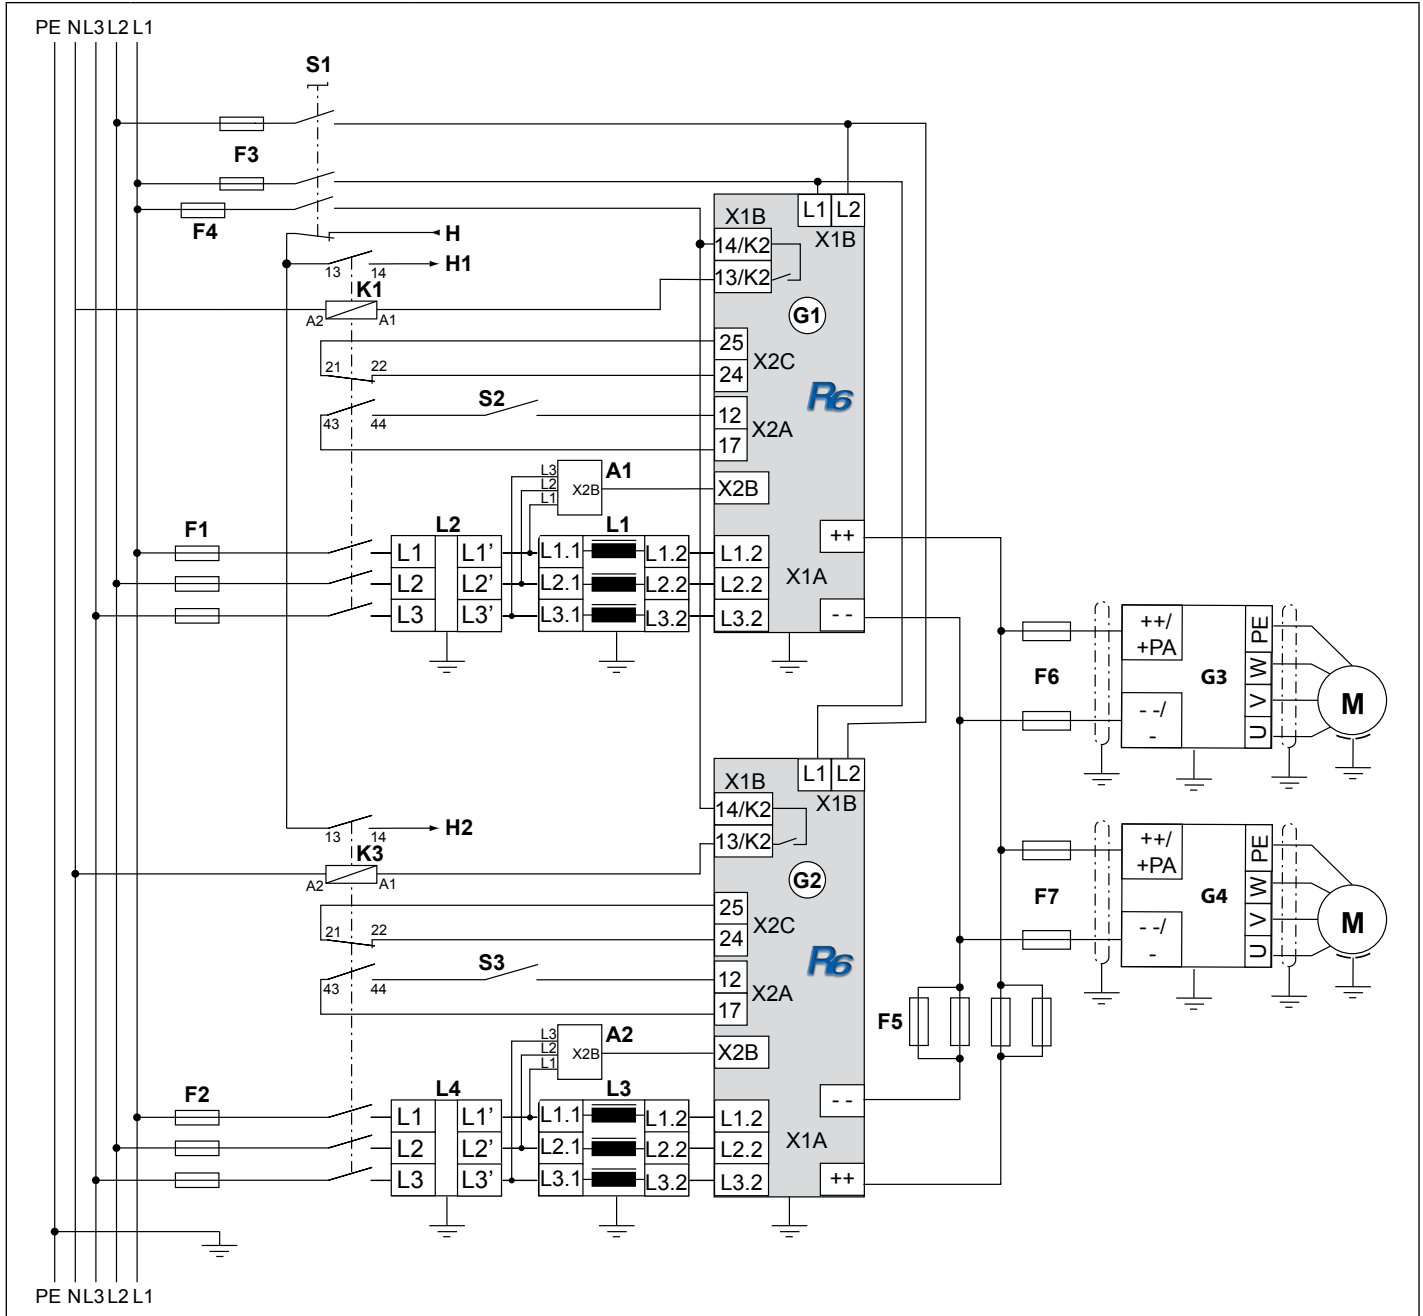 PE NL3L2L1
S1
F3
F4
H
13 14 H1
K1
A2 A1
X1B L1 L2
X1B
14/K2
13/K2
G1
25
X2C
24
21 22
R6
S2
12
X2A
17
43 44
L3
L2
L1
X2B
A1
X2B
++
F1
L2
L1
L1 L1' L1.1 L1.2 L1.2
L2 L2' L2.1 L2.2 L2.2
X1A
L3 L3' L3.1 L3.2 L3.2
- -
F6
++/
+PA
- -/
-
G3
PE
W
V
U
M
X1B L1 L2
X1B
14/K2
13/K2
13 14 H2
K3
A2 A1
G2
25
X2C
24
21 22
R6
S3
12
X2A
17
43 44
F7
++/
+PA
- -/
-
G4
PE
W
V
U
M
F5
L3
L2
L1
X2B
A2
X2B
- -
F2
L4
L3
L1 L1' L1.1 L1.2 L1.2
L2 L2' L2.1 L2.2 L2.2
X1A
L3 L3' L3.1 L3.2 L3.2
++
PE NL3L2L1